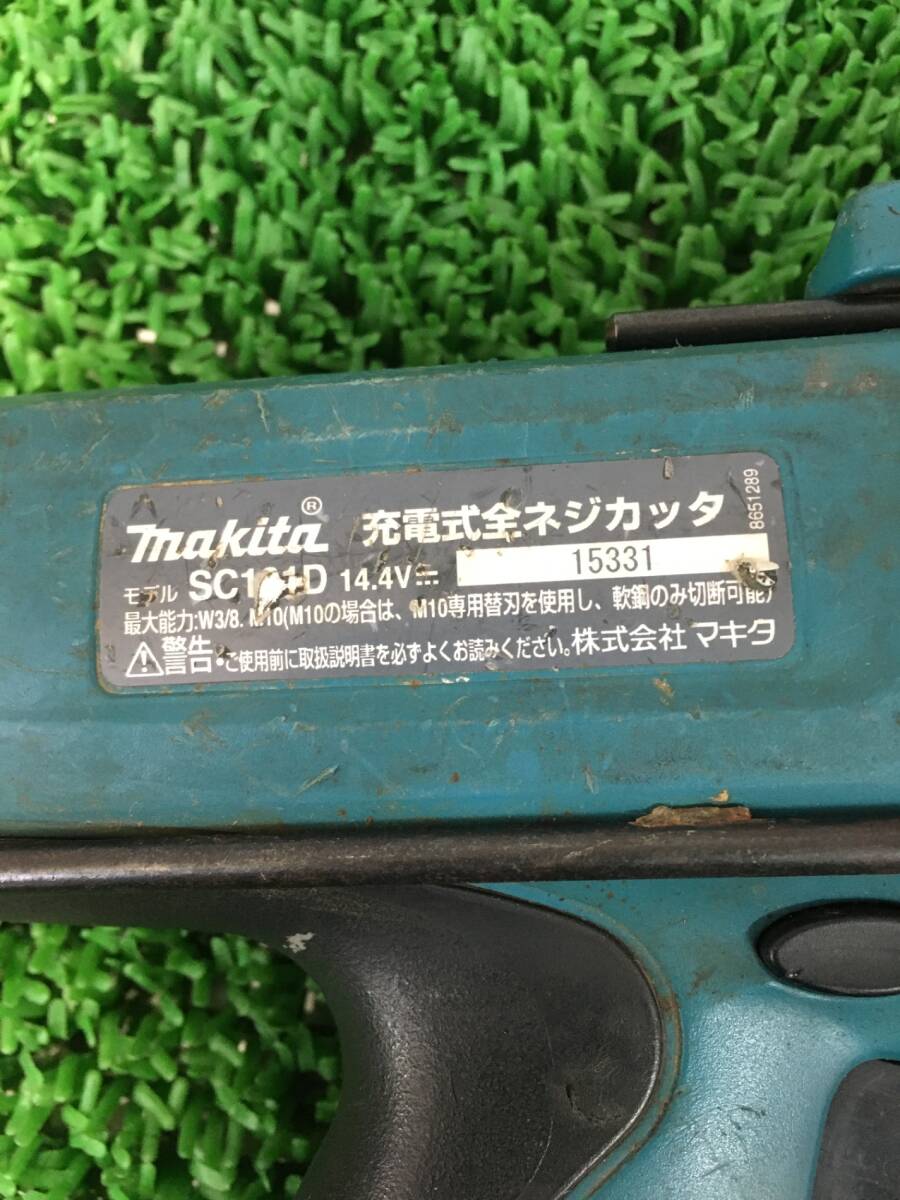 Makita® 充電式全ネジカッタ
8651289
モデル SC101D 14.4V⎓ 15331
最大能力:W3/8. M10(M10の場合は、M10専用替刃を使用し、軟鋼のみ切断可能)
⚠警告・ご使用前に取扱説明書を必ずよくお読みください。株式会社 マキタ